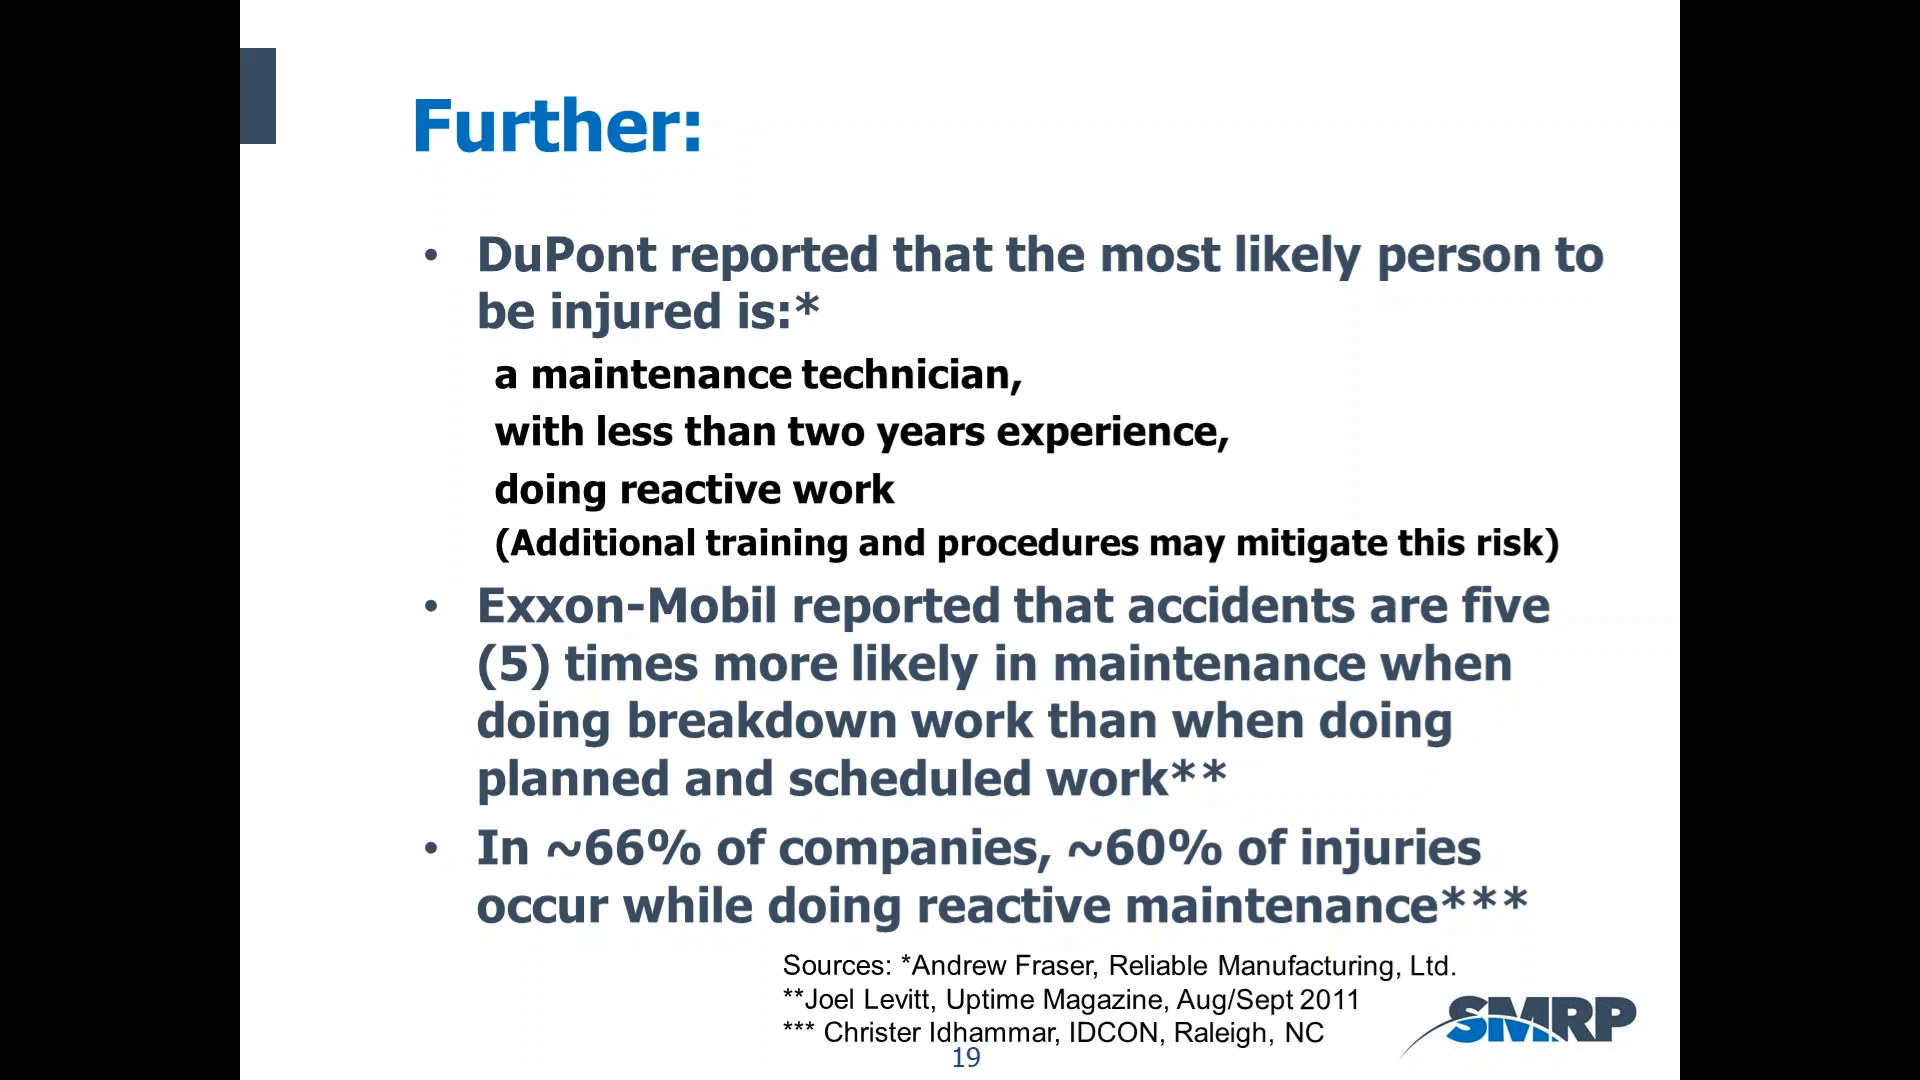 Further:
• DuPont reported that the most likely person to
be injured is:*
a maintenance technician,
with less than two years experience,
doing reactive work
(Additional training and procedures may mitigate this risk)
• Exxon-Mobil reported that accidents are five
(5) times more likely in maintenance when
doing breakdown work than when doing
planned and scheduled work**
• In ~66% of companies, ~60% of injuries
occur while doing reactive maintenance***
Sources: *Andrew Fraser, Reliable Manufacturing, Ltd.
**Joel Levitt, Uptime Magazine, Aug/Sept 2011
*** Christer Idhammar, IDCON, Raleigh, NC
SMRP
19